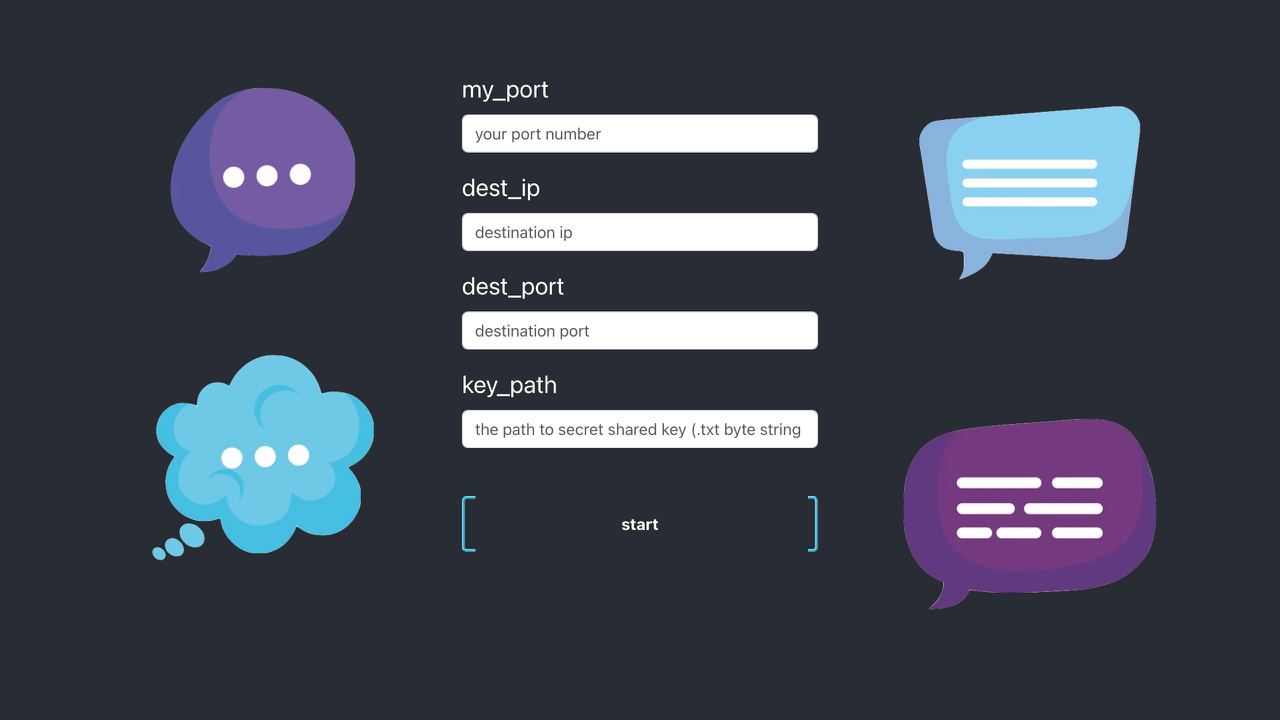 my_port
your port number
dest_ip
destination ip
dest_port
destination port
key_path
the path to secret shared key (.txt byte string
start